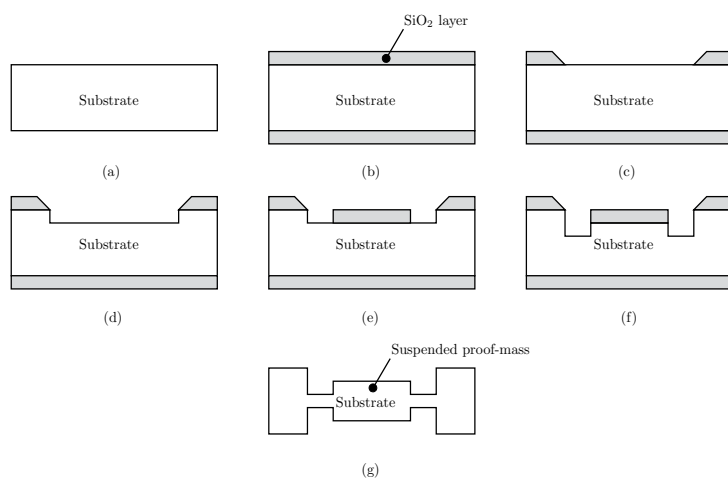 SiO2 layer
Substrate
Substrate
Substrate
(a)
(b)
(c)
Substrate
Substrate
Substrate
(d)
(e)
(f)
Suspended proof-mass
Substrate
(g)